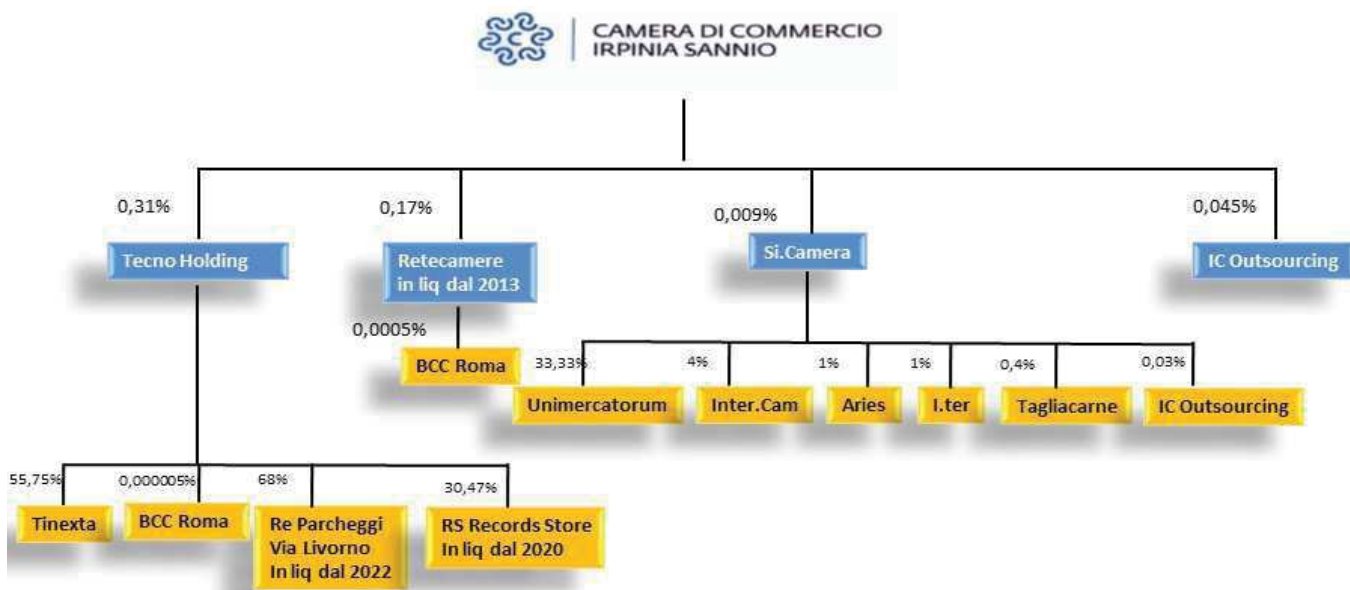 CAMERA DI COMMERCIO
IRPINIA SANNIO
0,31%
0,17%
0,009%
0,045%
Tecno Holding
Retecamere
in liq dal 2013
Si.Camera
IC Outsourcing
0,0005%
BCC Roma
33,33%
4%
1%
1%
0,4%
0,03%
Unimercatorum
Inter.Cam
Aries
I.ter
Tagliacarne
IC Outsourcing
55,75%
0,000005%
68%
30,47%
Tinexta
BCC Roma
Re Parcheggi
Via Livorno
In liq dal 2022
RS Records Store
In liq dal 2020